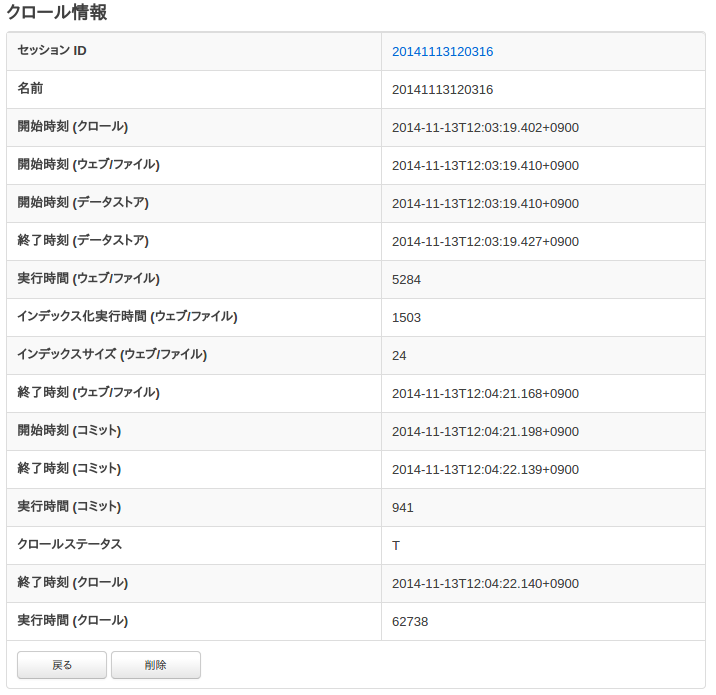 クロール情報
セッション ID 20141113120316
名前 20141113120316
開始時刻 (クロール) 2014-11-13T12:03:19.402+0900
開始時刻 (ウェブ/ファイル) 2014-11-13T12:03:19.410+0900
開始時刻 (データストア) 2014-11-13T12:03:19.410+0900
終了時刻 (データストア) 2014-11-13T12:03:19.427+0900
実行時間 (ウェブ/ファイル) 5284
インデックス化実行時間 (ウェブ/ファイル) 1503
インデックスサイズ (ウェブ/ファイル) 24
終了時刻 (ウェブ/ファイル) 2014-11-13T12:04:21.168+0900
開始時刻 (コミット) 2014-11-13T12:04:21.198+0900
終了時刻 (コミット) 2014-11-13T12:04:22.139+0900
実行時間 (コミット) 941
クロールステータス T
終了時刻 (クロール) 2014-11-13T12:04:22.140+0900
実行時間 (クロール) 62738
戻る 削除